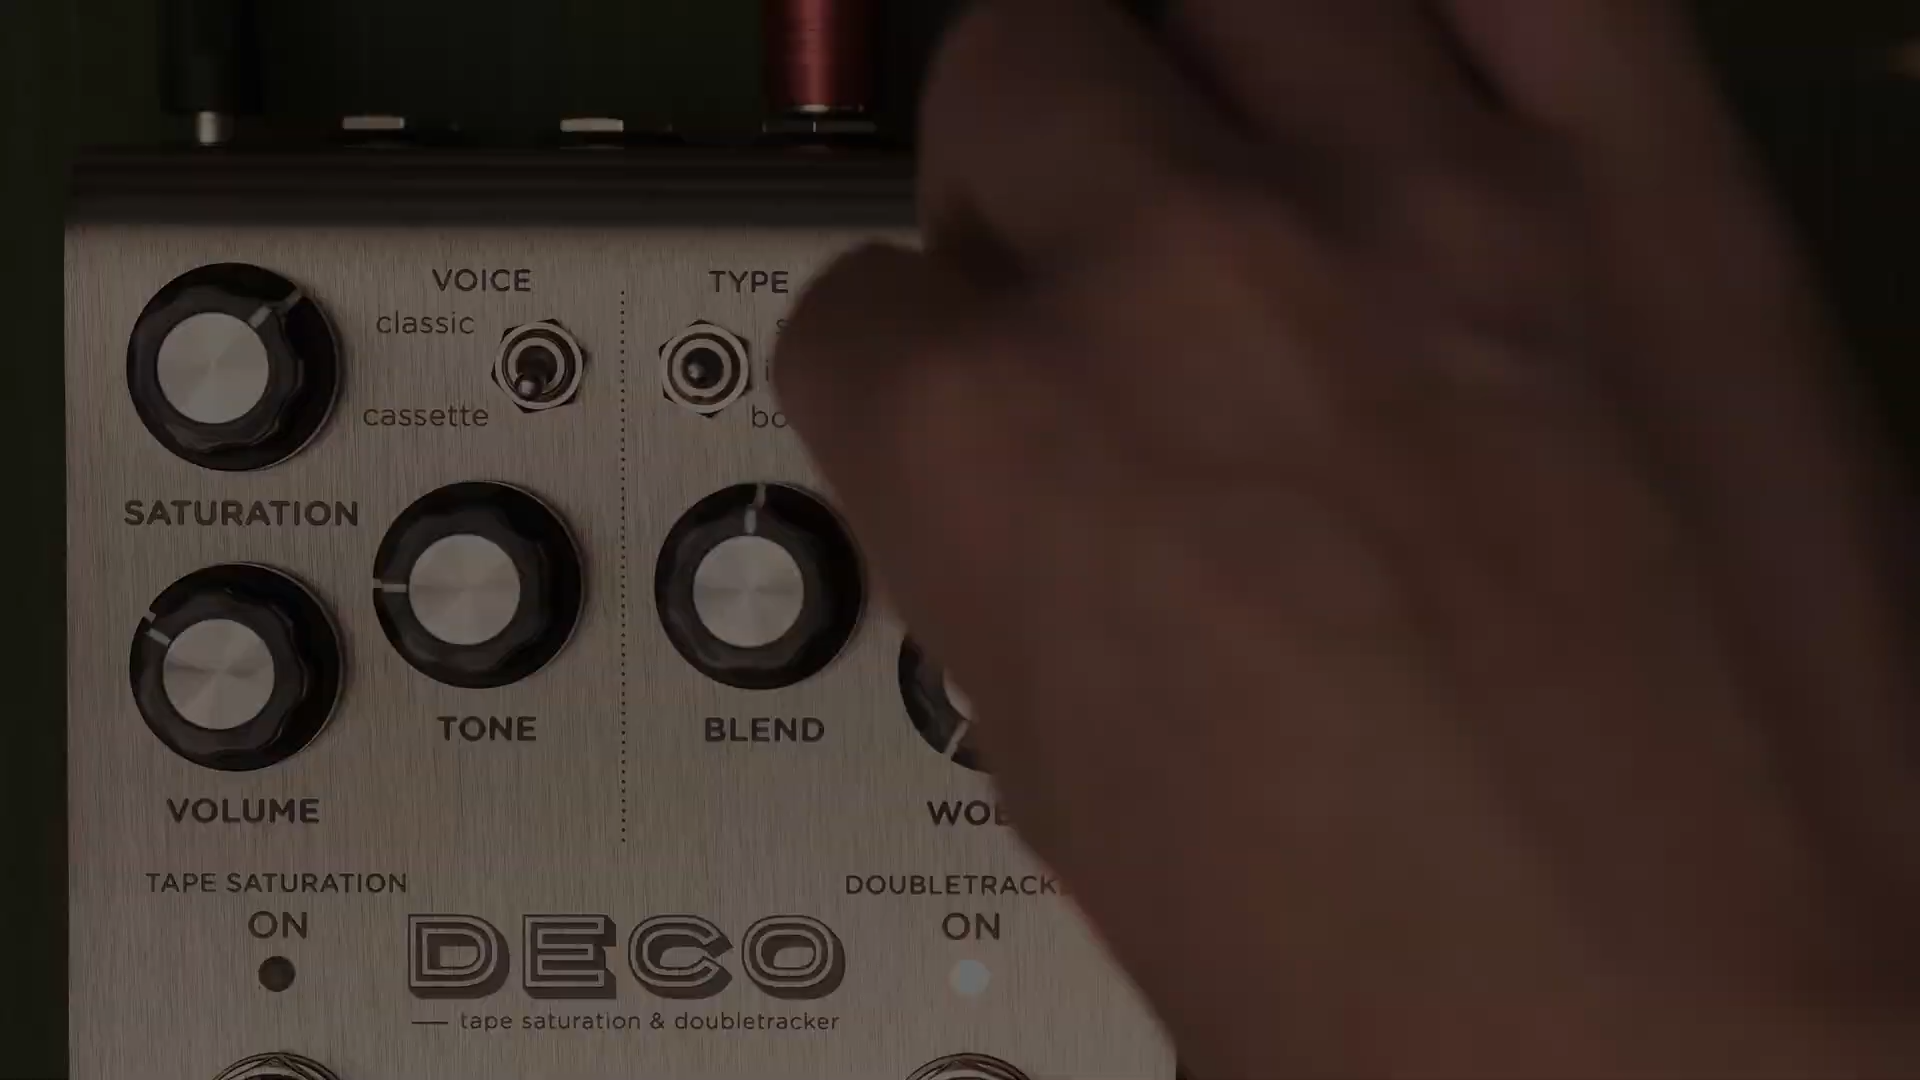 VOICE
TYPE
classic
cassette
SATURATION
TONE
BLEND
VOLUME
TAPE SATURATION
ON
ON
DECO
tape saturation & doubletracker